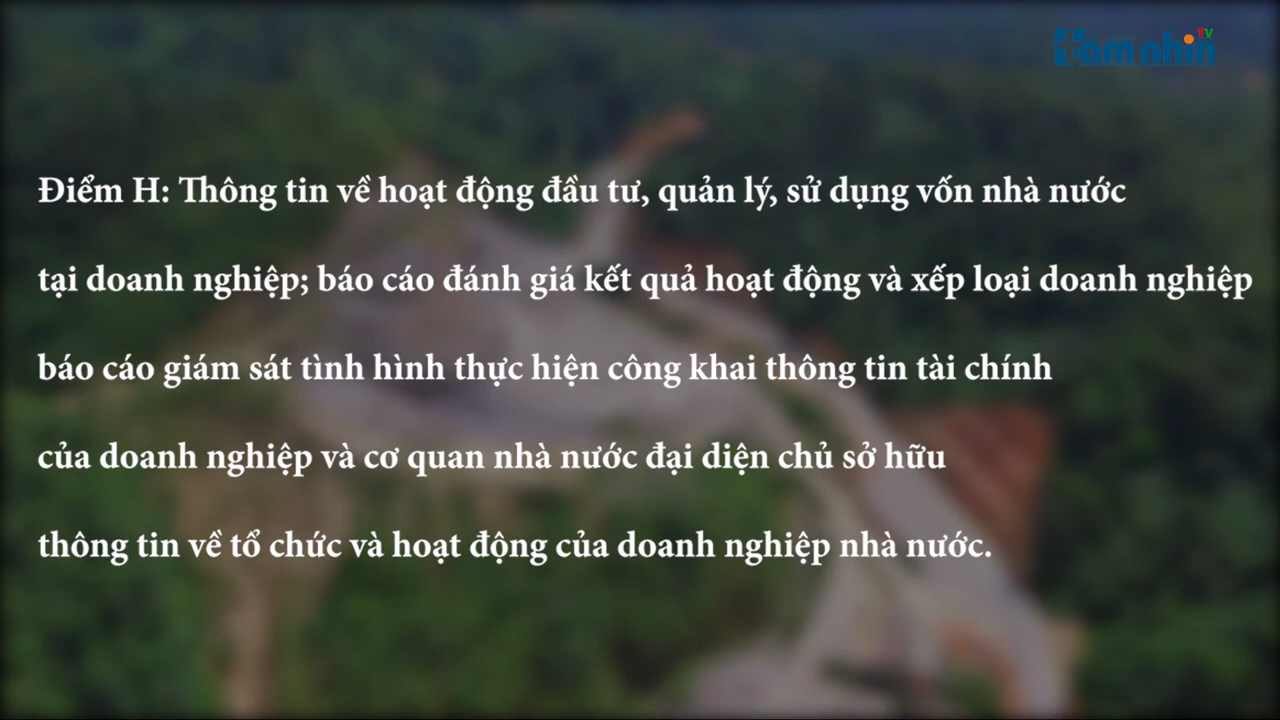 Tầm nhìn TV
Điểm H: Thông tin về hoạt động đầu tư, quản lý, sử dụng vốn nhà nước
tại doanh nghiệp; báo cáo đánh giá kết quả hoạt động và xếp loại doanh nghiệp
báo cáo giám sát tình hình thực hiện công khai thông tin tài chính
của doanh nghiệp và cơ quan nhà nước đại diện chủ sở hữu
thông tin về tổ chức và hoạt động của doanh nghiệp nhà nước.